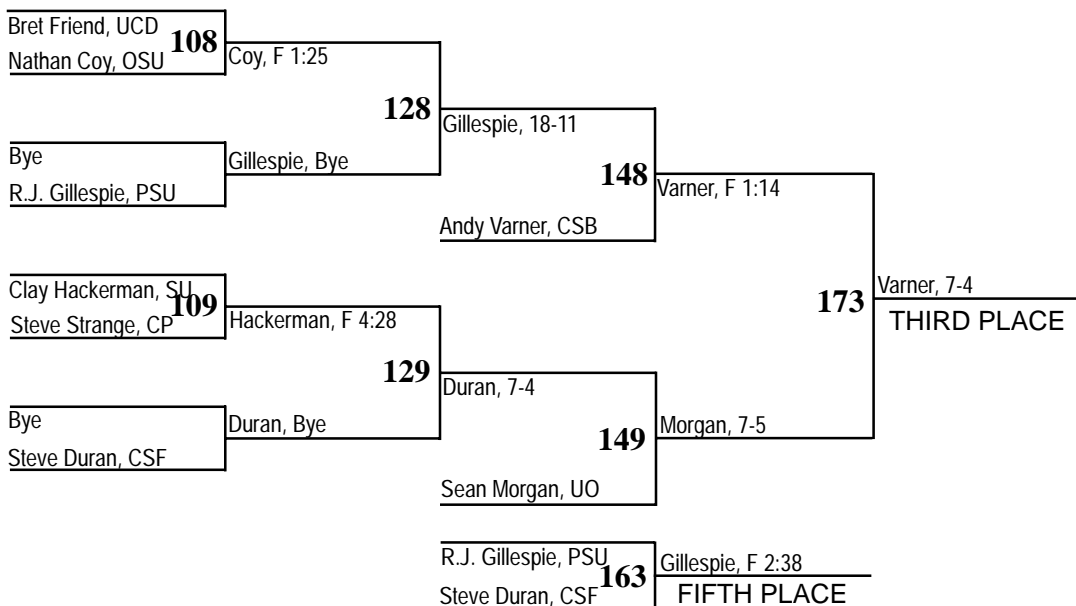 Bret Friend, UCD
108
Nathan Coy, OSU
Coy, F 1:25
128
Gillespie, 18-11
Bye
Gillespie, Bye
R.J. Gillespie, PSU
148
Varner, F 1:14
Andy Varner, CSB
Clay Hackerman, SU
109
Steve Strange, CP
Hackerman, F 4:28
173
Varner, 7-4
THIRD PLACE
129
Duran, 7-4
Bye
Duran, Bye
Steve Duran, CSF
149
Morgan, 7-5
Sean Morgan, UO
R.J. Gillespie, PSU
163
Gillespie, F 2:38
Steve Duran, CSF
FIFTH PLACE